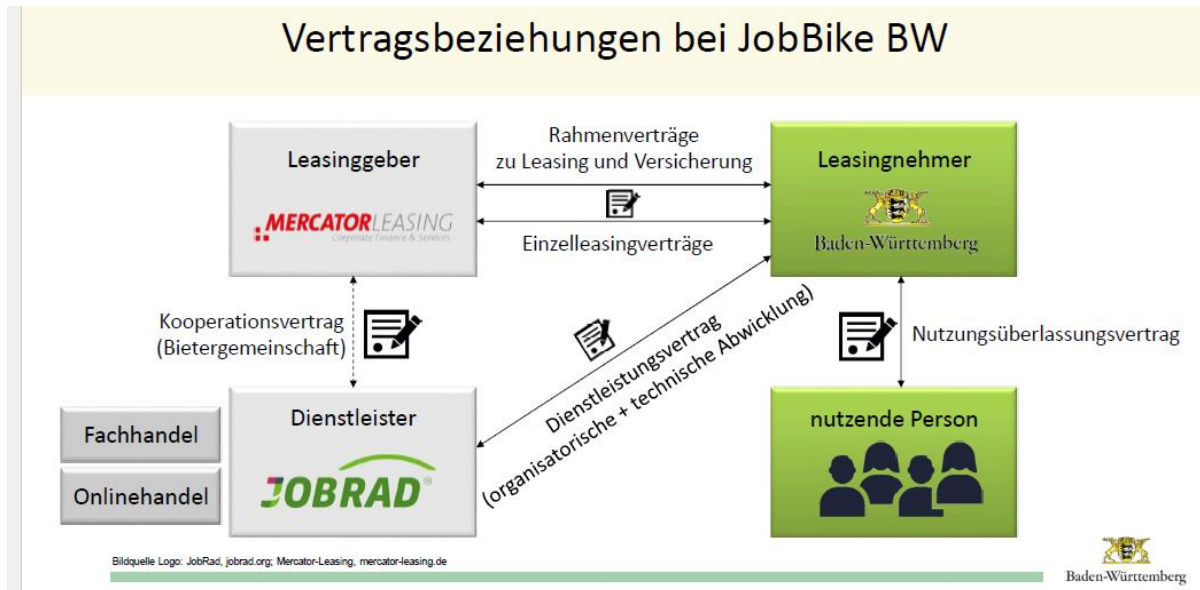 Vertragsbeziehungen bei JobBike BW
Leasinggeber
MERCATORLEASING
Corporate Finance & Services
Rahmenverträge
zu Leasing und Versicherung
Einzelleasingverträge
Leasingnehmer
Baden-Württemberg
Kooperationsvertrag
(Bietergemeinschaft)
Dienstleistungsvertrag
(organisatorische + technische Abwicklung)
Nutzungsüberlassungsvertrag
Fachhandel
Onlinehandel
Dienstleister
JOBRAD®
nutzende Person
Bildquelle Logo: JobRad, jobrad.org; Mercator-Leasing, mercator-leasing.de
Baden-Württemberg